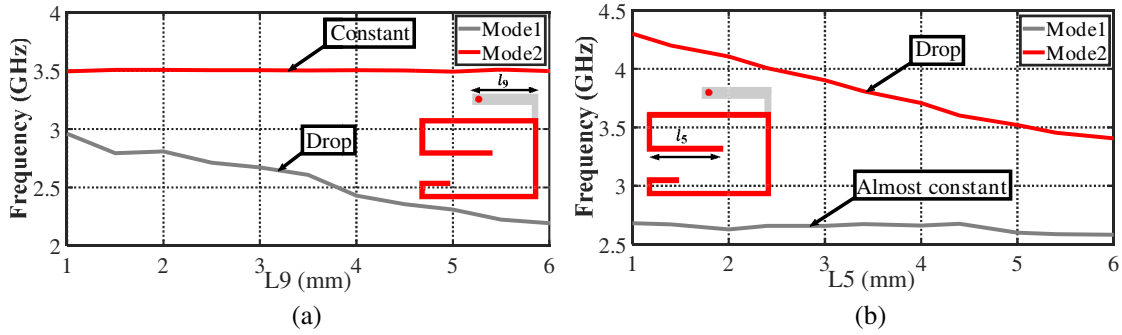 4
3.5
3
2.5
2
Frequency (GHz)
1 2 3 4 5 6
L9 (mm)
Constant
Drop
Mode1
Mode2
l9
(a)
5.5
4.5
4
3.5
3
2.5
Frequency (GHz)
1 2 3 4 5 6
L5 (mm)
Drop
Almost constant
Mode1
Mode2
l5
(b)